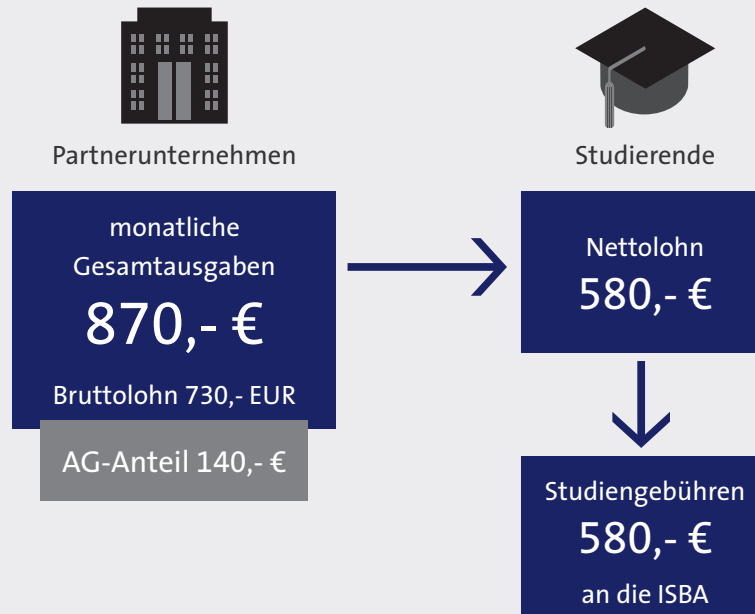 Partnerunternehmen
monatliche
Gesamtausgaben
870,- €
Bruttolohn 730,- EUR
AG-Anteil 140,- €
Studierende
Nettolohn
580,- €
Studiengebühren
580,- €
an die ISBA